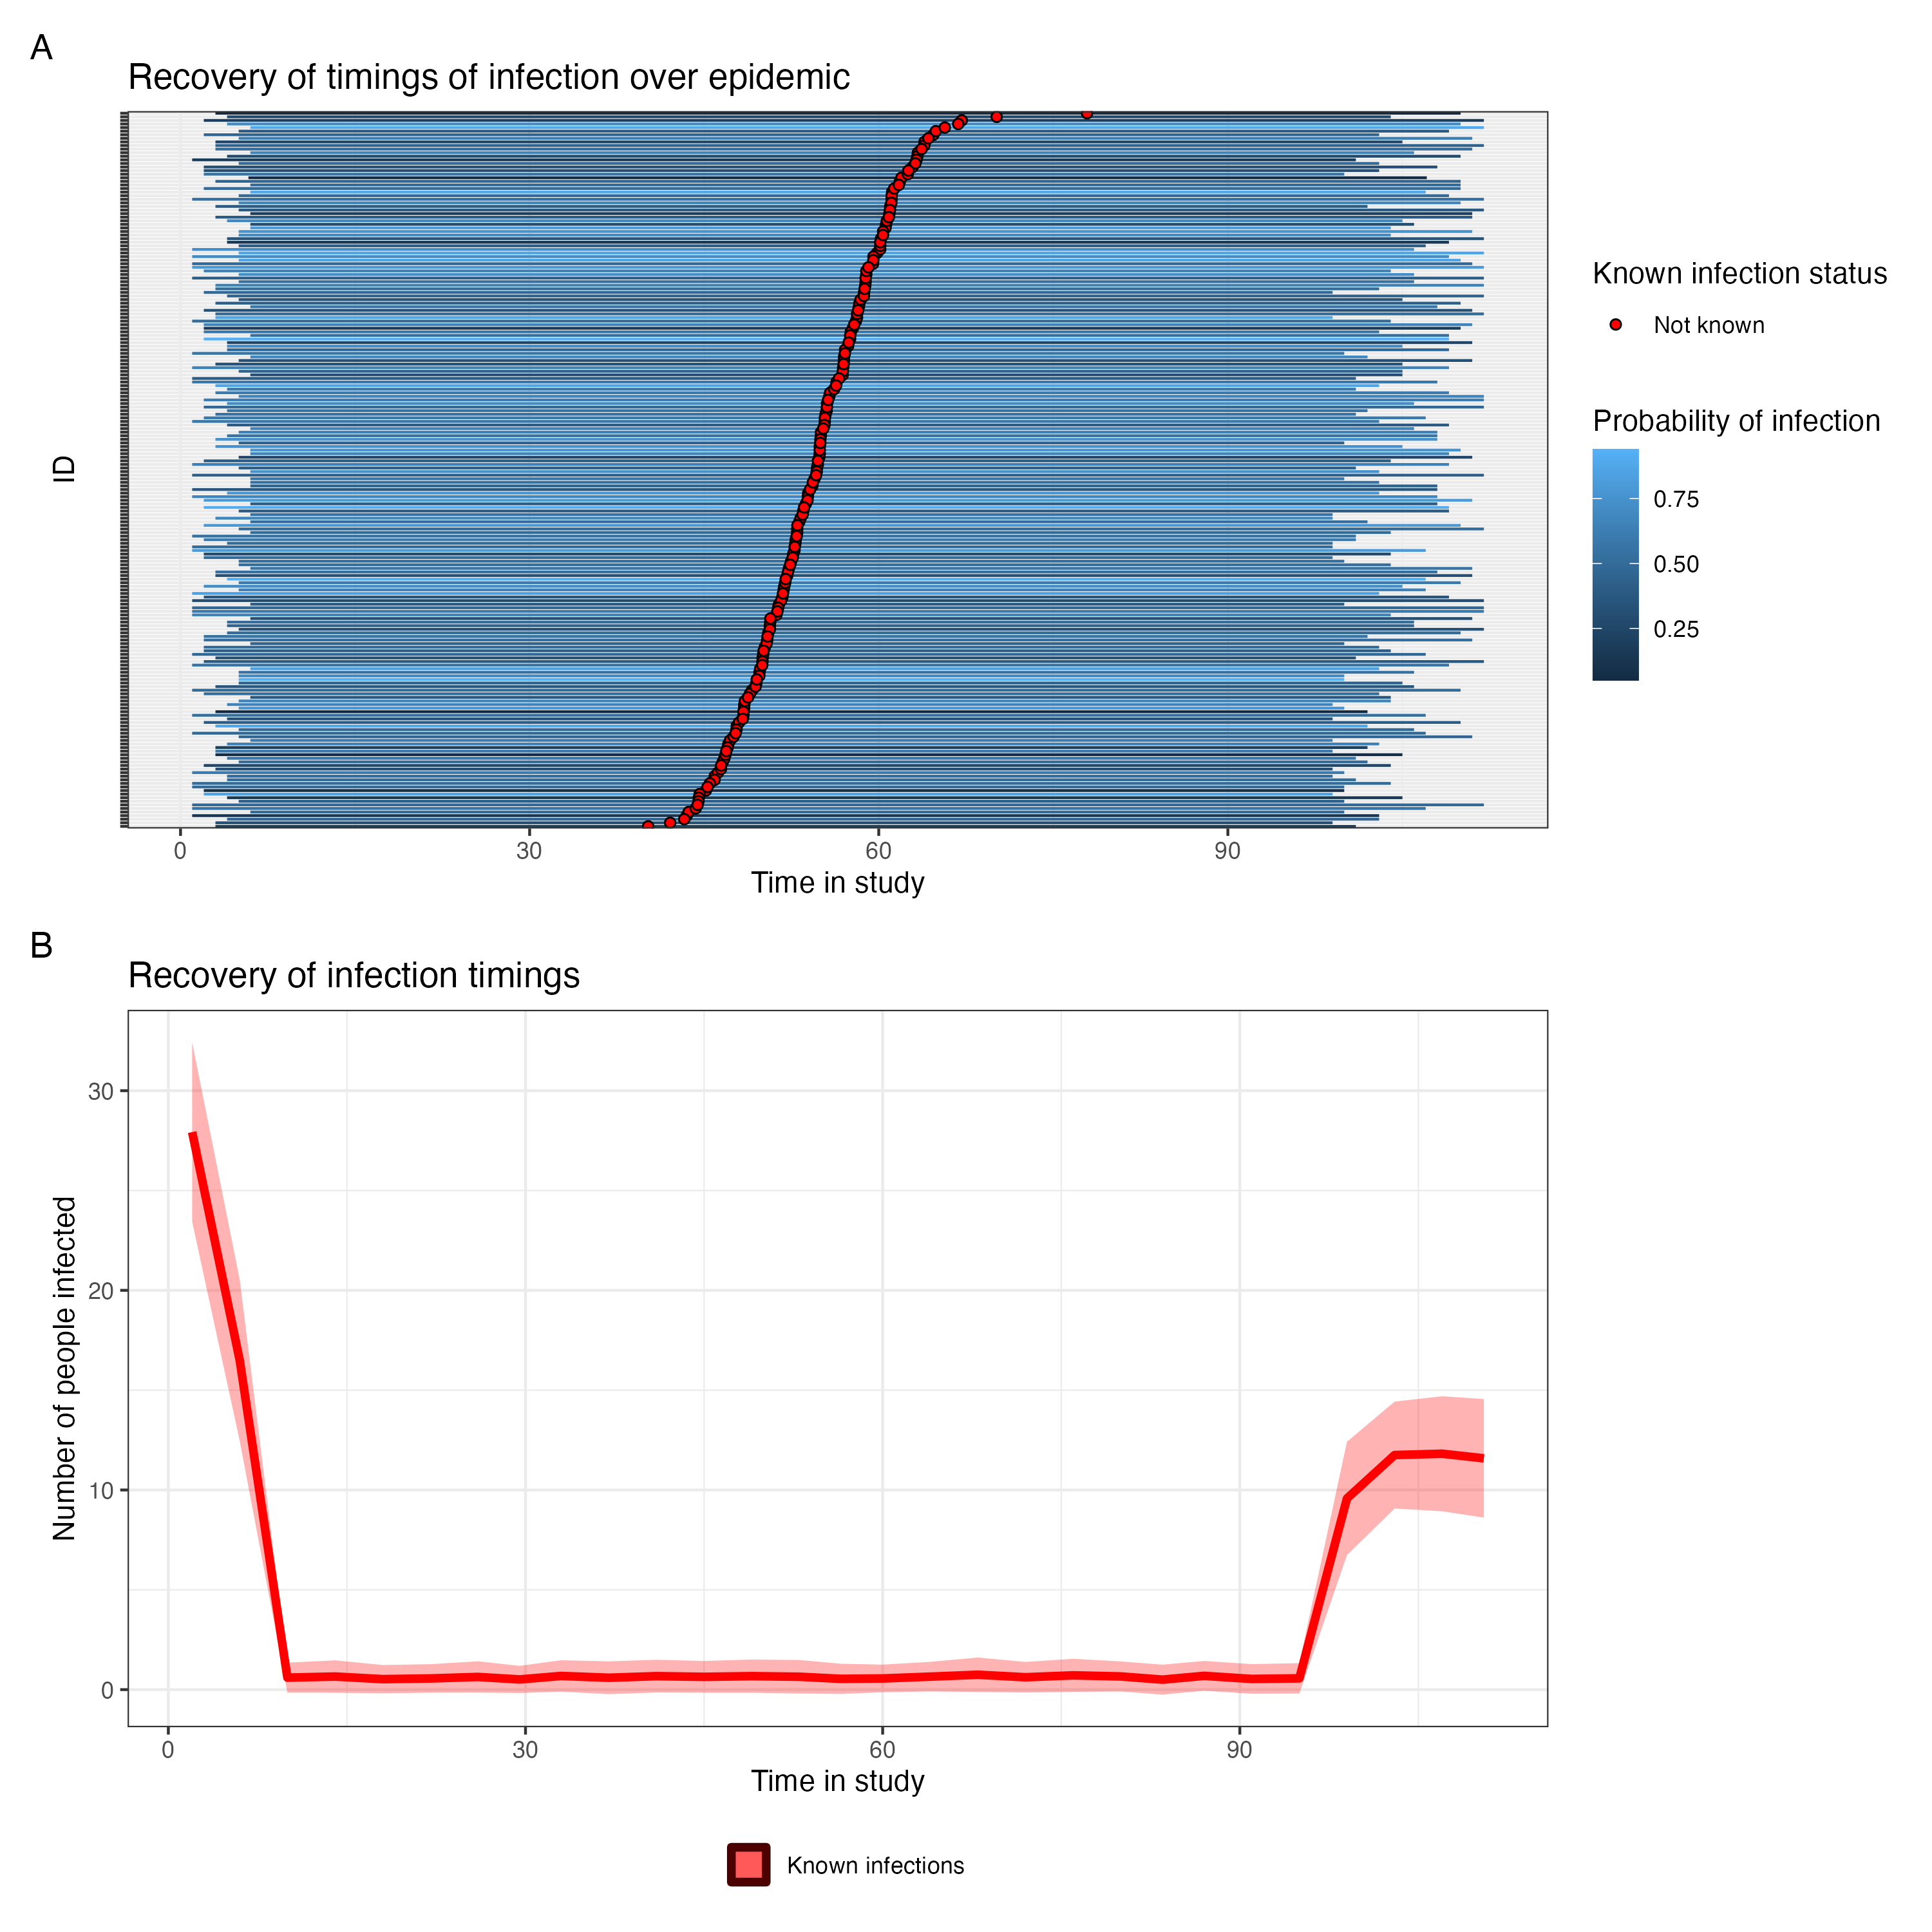 A
Recovery of timings of infection over epidemic
ID
0 30 60 90
Time in study
Known infection status
Not known
Probability of infection
0.75
0.50
0.25
B
Recovery of infection timings
Number of people infected
30
20
10
0
0 30 60 90
Time in study
Known infections